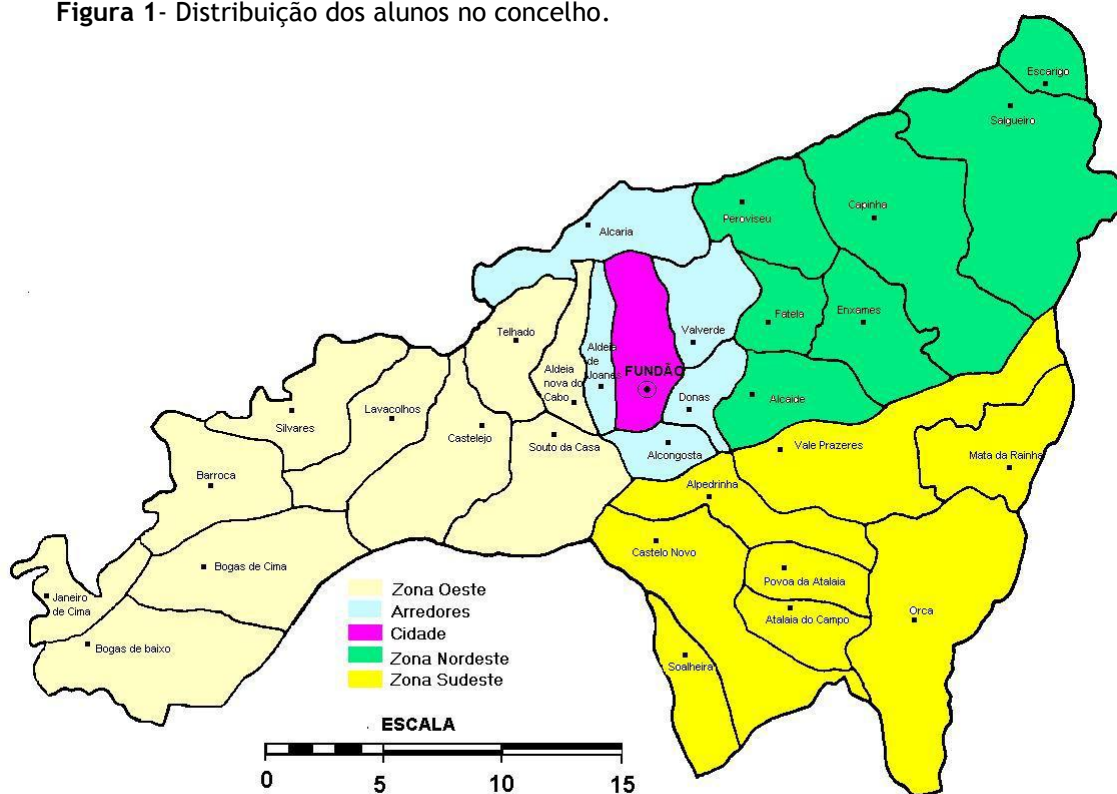 Figura 1- Distribuição dos alunos no concelho.
Escarigo
Salgueiro
Peroviseu
Capinha
Alcaria
Fatela
Enxames
Telhado
Valverde
Aldeia
de
Joanes
Aldeia
nova do
Cabo
FUNDÃO
Donas
Alcaide
Silvares
Lavacolhos
Castelejo
Souto da Casa
Alcongosta
Vale Prazeres
Mata da Rainha
Barroca
Alpedrinha
Castelo Novo
Bogas de Cima
Povoa da Atalaia
Janeiro
de Cima
Atalaia do Campo
Orca
Bogas de baixo
Soalheira
Zona Oeste
Arredores
Cidade
Zona Nordeste
Zona Sudeste
. ESCALA
0 5 10 15